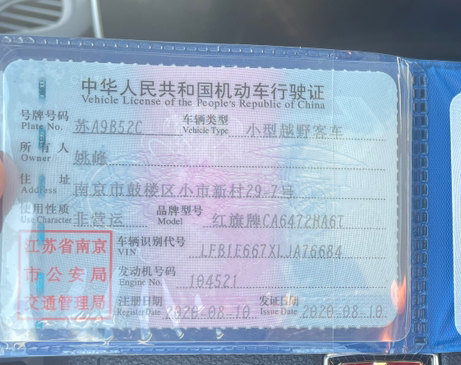 中华人民共和国机动车行驶证
Vehicle License of the People's Republic of China
号牌号码 苏A9B52C 车辆类型 小型越野客车
Plate No. Vehicle Type
所有人 姚峰
Owner
住址 南京市鼓楼区小市新村29-7号
Address
使用性质 非营运 品牌型号 红旗牌CA6472HA6T
Use Character Model
江苏省南京
市公安局
交通管理局
车辆识别代号 LFB1E667XLJA76684
VIN
发动机号码 104521
Engine No.
注册日期 2020-08-10 发证日期 2020-08-10
Register Date Issue Date